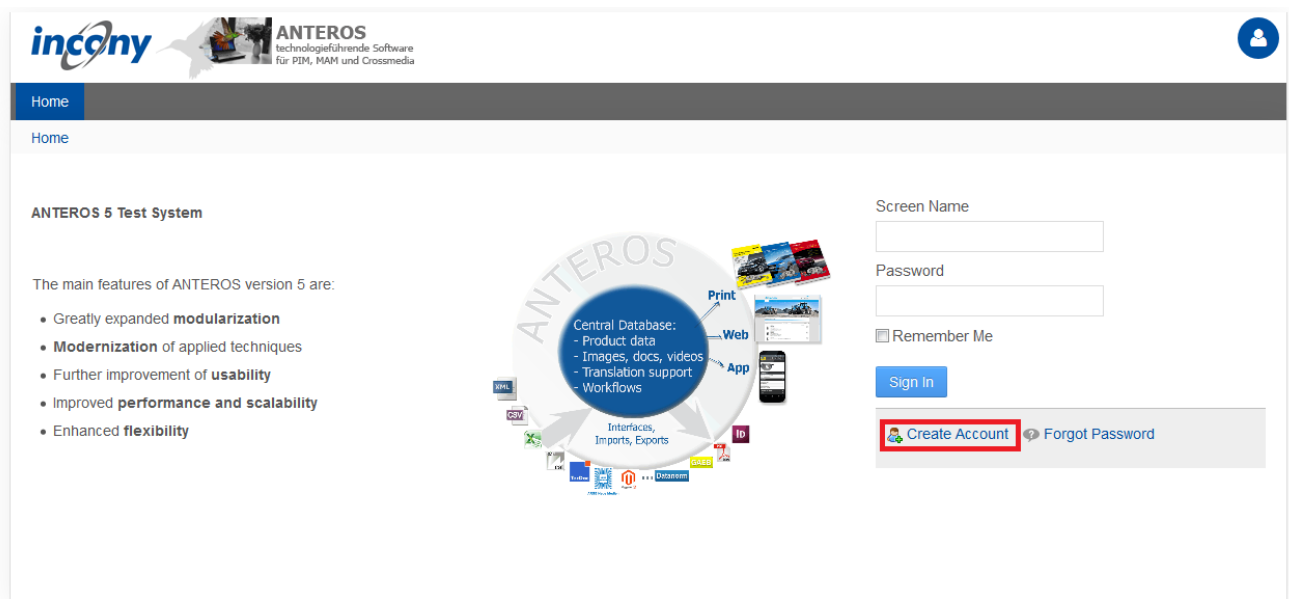 incony
ANTEROS
technologieführende Software
für PIM, MAM und Crossmedia
Home
Home
ANTEROS 5 Test System
The main features of ANTEROS version 5 are:
• Greatly expanded modularization
• Modernization of applied techniques
• Further improvement of usability
• Improved performance and scalability
• Enhanced flexibility
ANTEROS
Central Database:
- Product data
- Images, docs, videos
- Translation support
- Workflows
Print
Web
App
Interfaces,
Imports, Exports
XML
CSV
ID
Datanorm
Screen Name
Password
Remember Me
Sign In
Create Account
Forgot Password